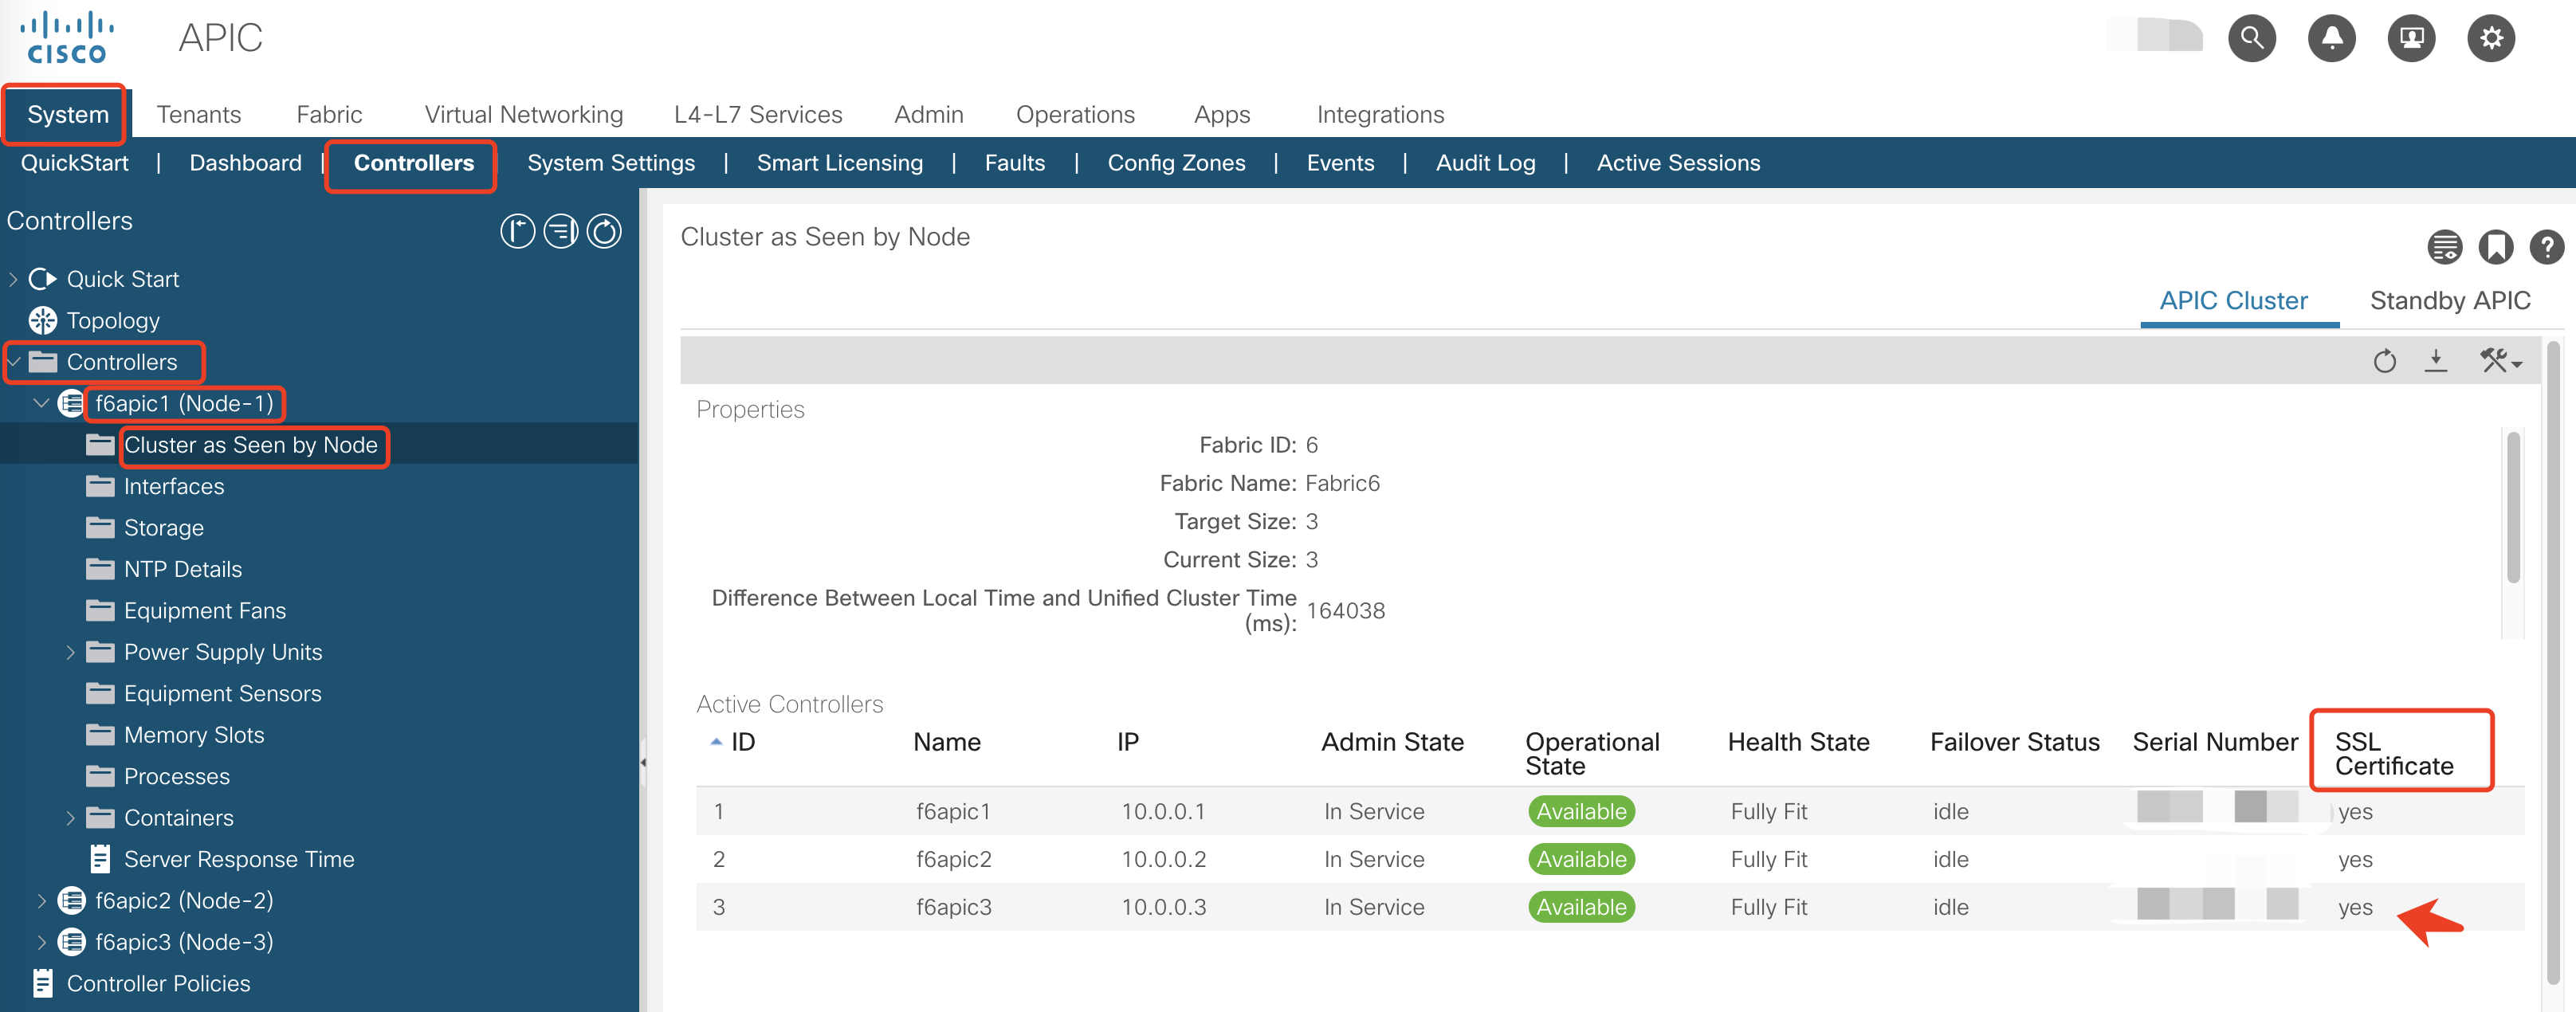 CISCO
APIC
System Tenants Fabric Virtual Networking L4-L7 Services Admin Operations Apps Integrations
QuickStart | Dashboard | Controllers System Settings | Smart Licensing | Faults | Config Zones | Events | Audit Log | Active Sessions
Controllers
Quick Start
Topology
Controllers
f6apic1 (Node-1)
Cluster as Seen by Node
Interfaces
Storage
NTP Details
Equipment Fans
Power Supply Units
Equipment Sensors
Memory Slots
Processes
Containers
Server Response Time
f6apic2 (Node-2)
f6apic3 (Node-3)
Controller Policies
Cluster as Seen by Node
APIC Cluster Standby APIC
Properties
Fabric ID: 6
Fabric Name: Fabric6
Target Size: 3
Current Size: 3
Difference Between Local Time and Unified Cluster Time
(ms): 164038
Active Controllers
ID Name IP Admin State Operational State Health State Failover Status Serial Number SSL Certificate
1 f6apic1 10.0.0.1 In Service Available Fully Fit idle yes
2 f6apic2 10.0.0.2 In Service Available Fully Fit idle yes
3 f6apic3 10.0.0.3 In Service Available Fully Fit idle yes